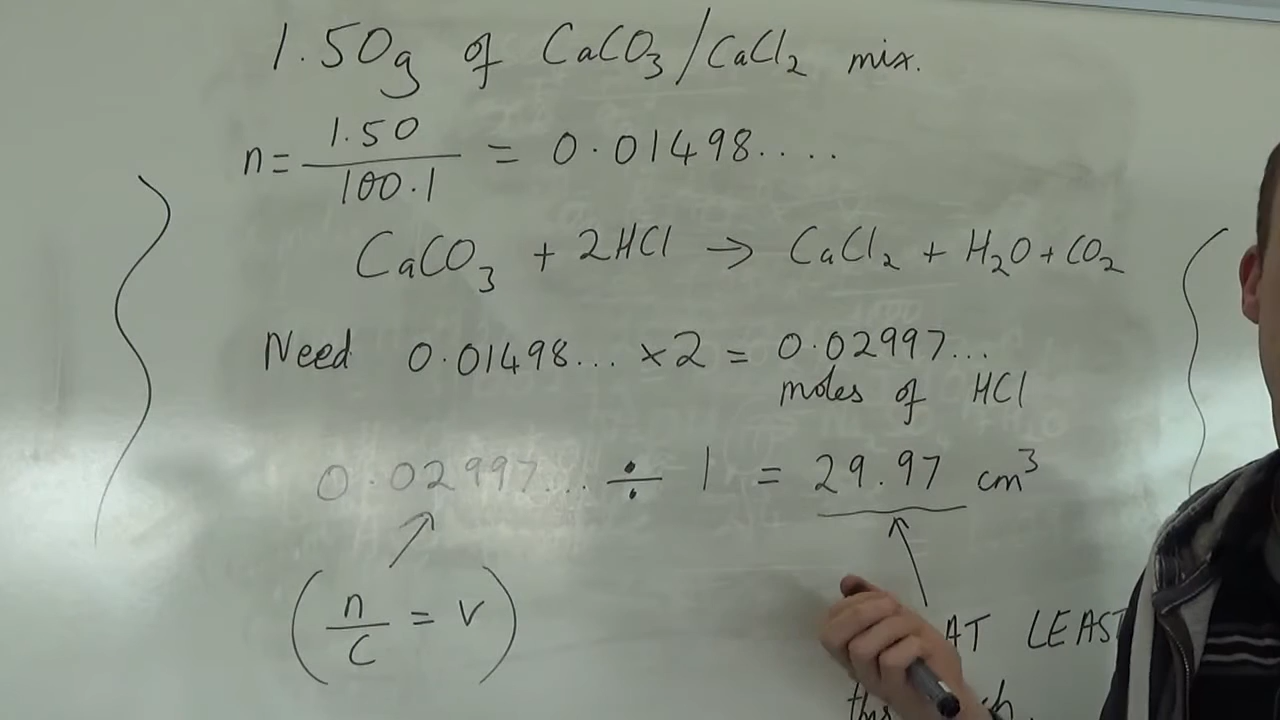 1.50g of CaCO₃/CaCl₂ mix.
n= 1.50/100.1 = 0.01498....
CaCO₃ + 2HCl → CaCl₂ + H₂O + CO₂
Need 0.01498... ×2 = 0.02997...
moles of HCl
0.02997... ÷ 1 = 29.97 cm³
(n/c = v)
AT LEAST